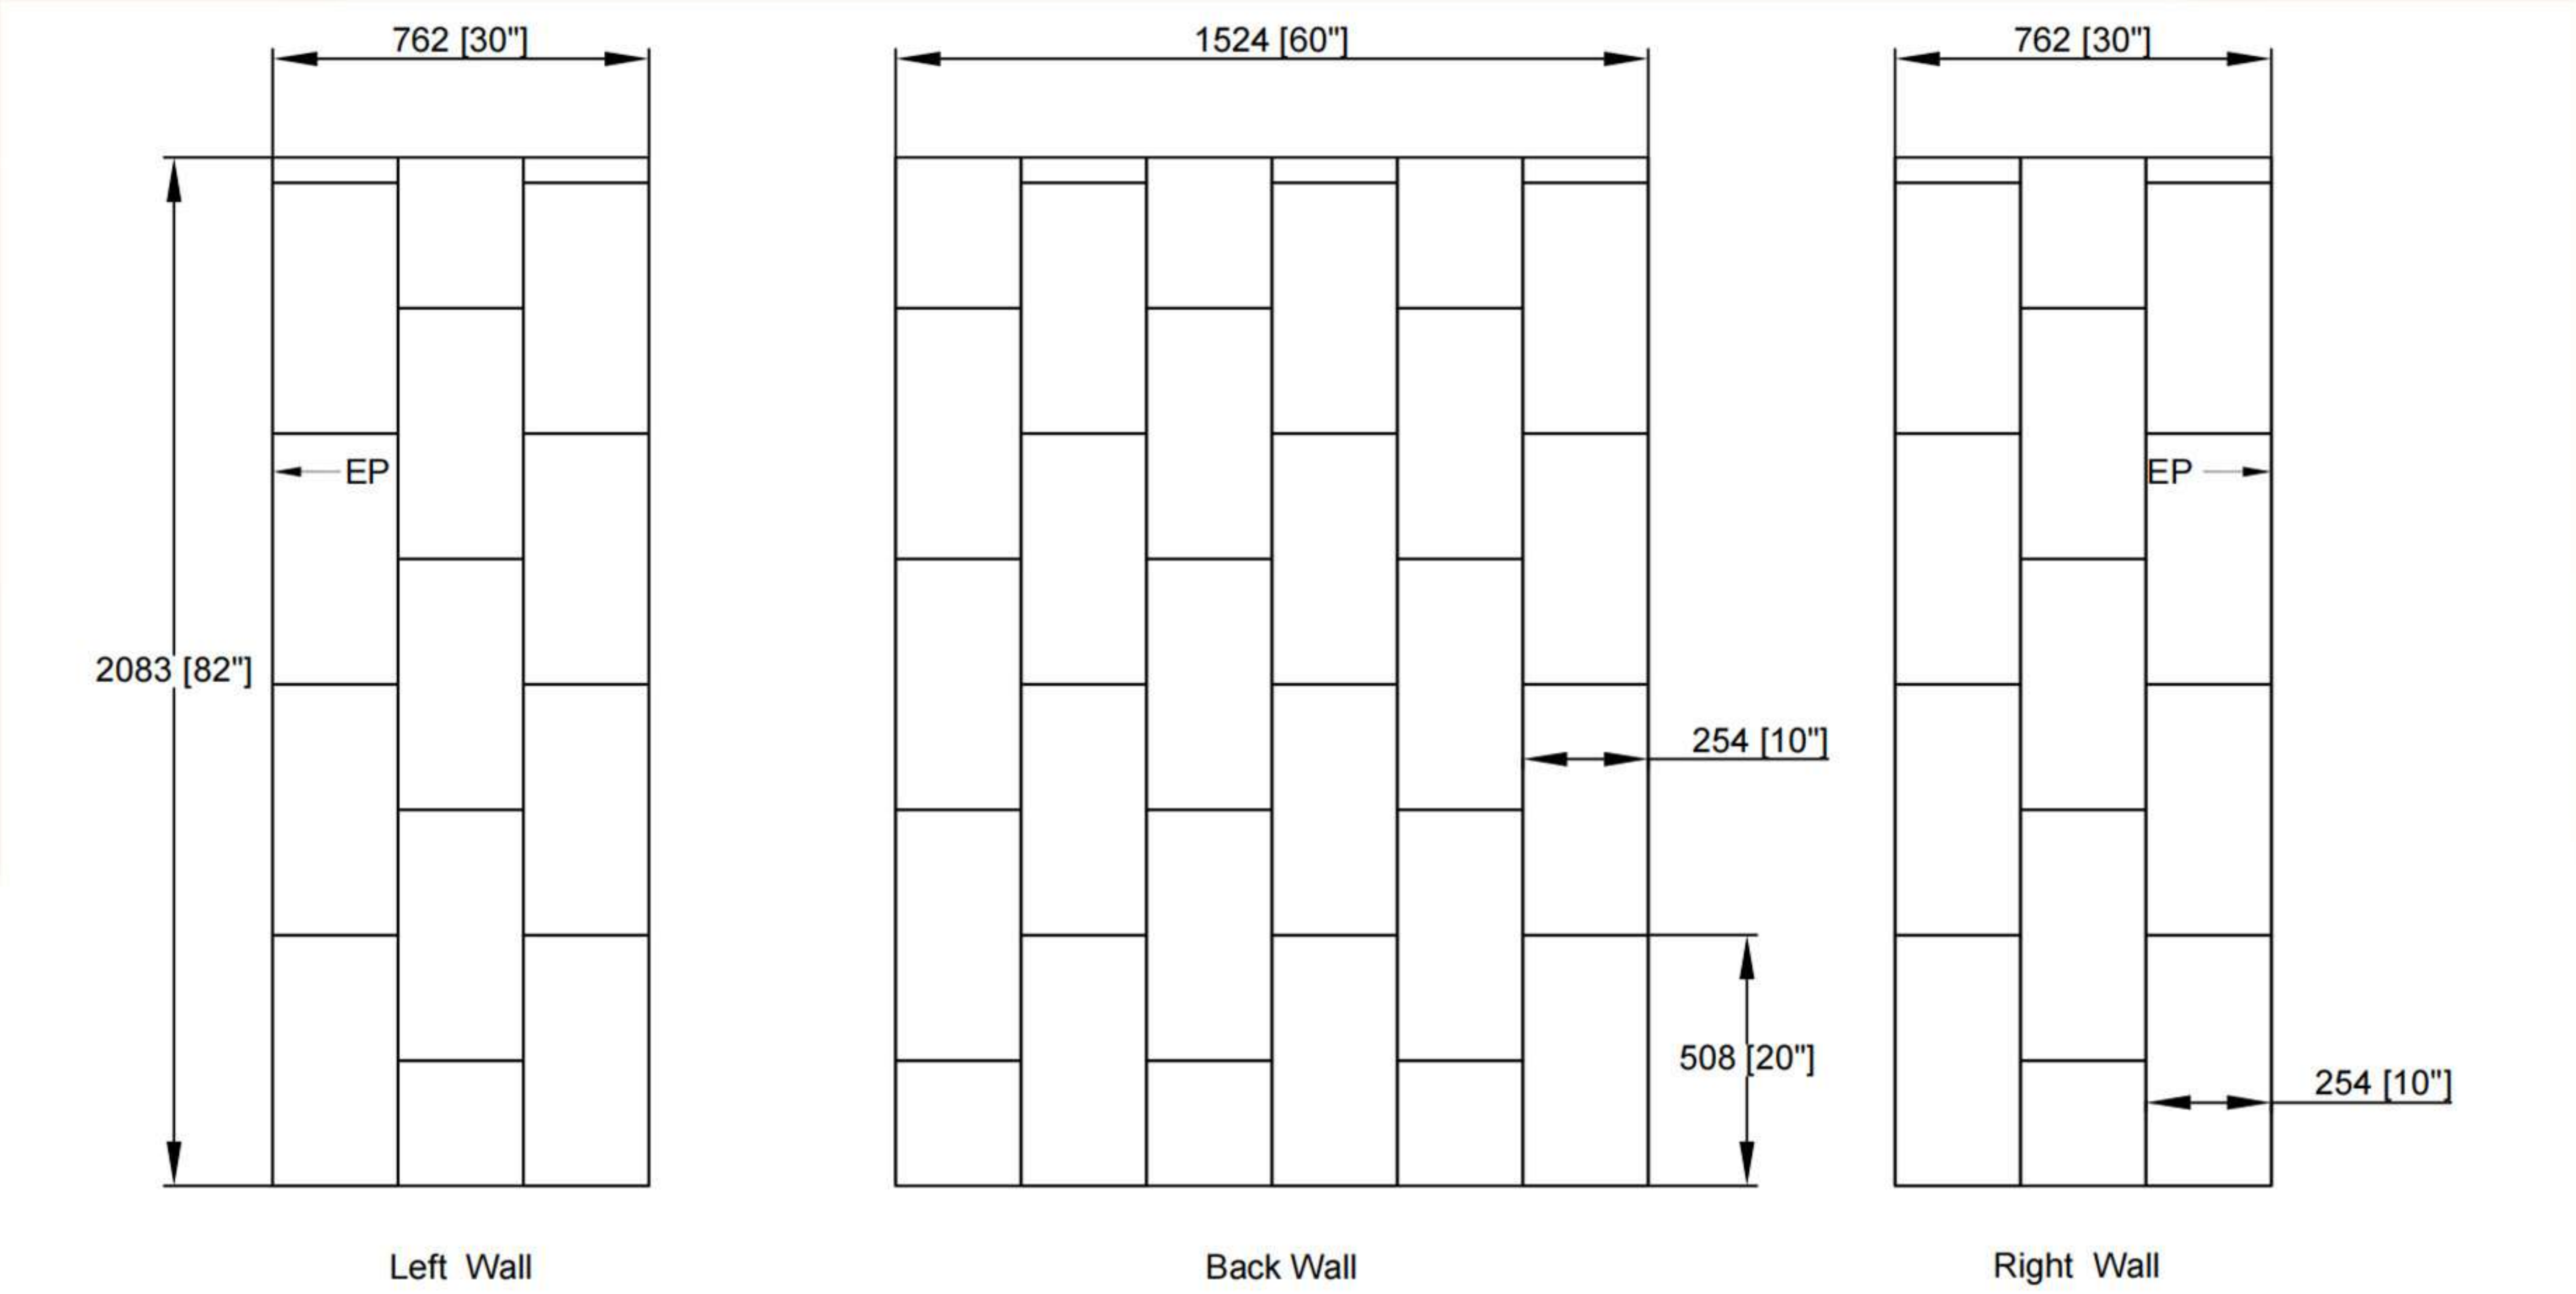 762 [30"]
1524 [60"]
762 [30"]
EP
EP
2083 [82"]
254 [10"]
508 [20"]
254 [10"]
Left Wall
Back Wall
Right Wall